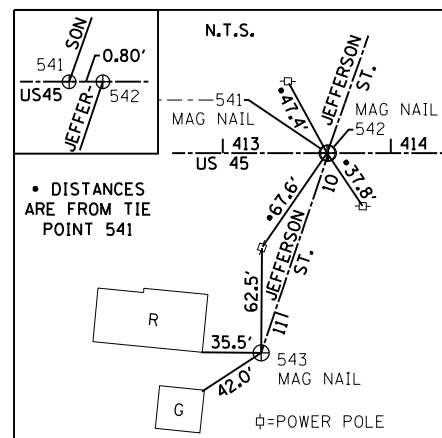 541
SON
0.80'
US45
JEFFER-
542
• DISTANCES
ARE FROM TIE
POINT 541
N.T.S.
•47.4'
541
MAG NAIL
JEFFERSON
ST.
MAG NAIL
542
413
414
US 45
•37.8'
•67.6'
10
JEFFERSON
ST.
11
62.5'
R
35.5'
543
MAG NAIL
42.0'
G
=POWER POLE